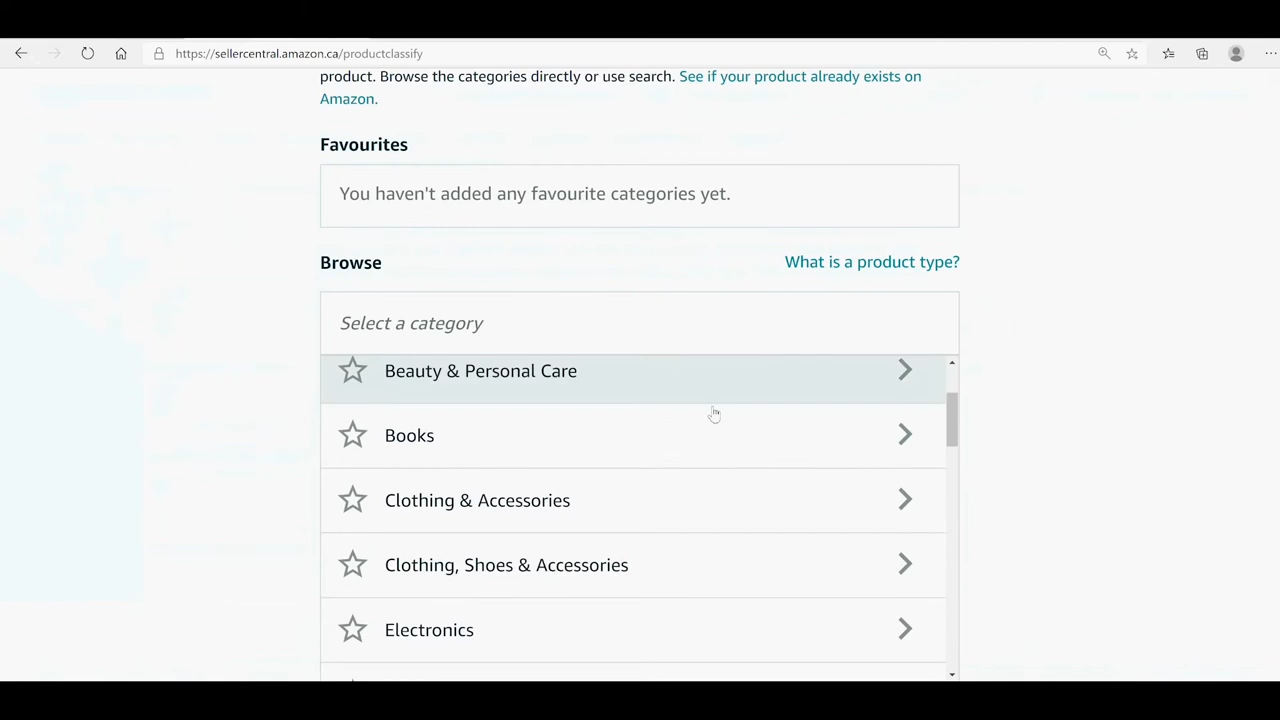 https://sellercentral.amazon.ca/productclassify
product. Browse the categories directly or use search. See if your product already exists on
Amazon.
Favourites
You haven't added any favourite categories yet.
Browse
What is a product type?
Select a category
Beauty & Personal Care
Books
Clothing & Accessories
Clothing, Shoes & Accessories
Electronics